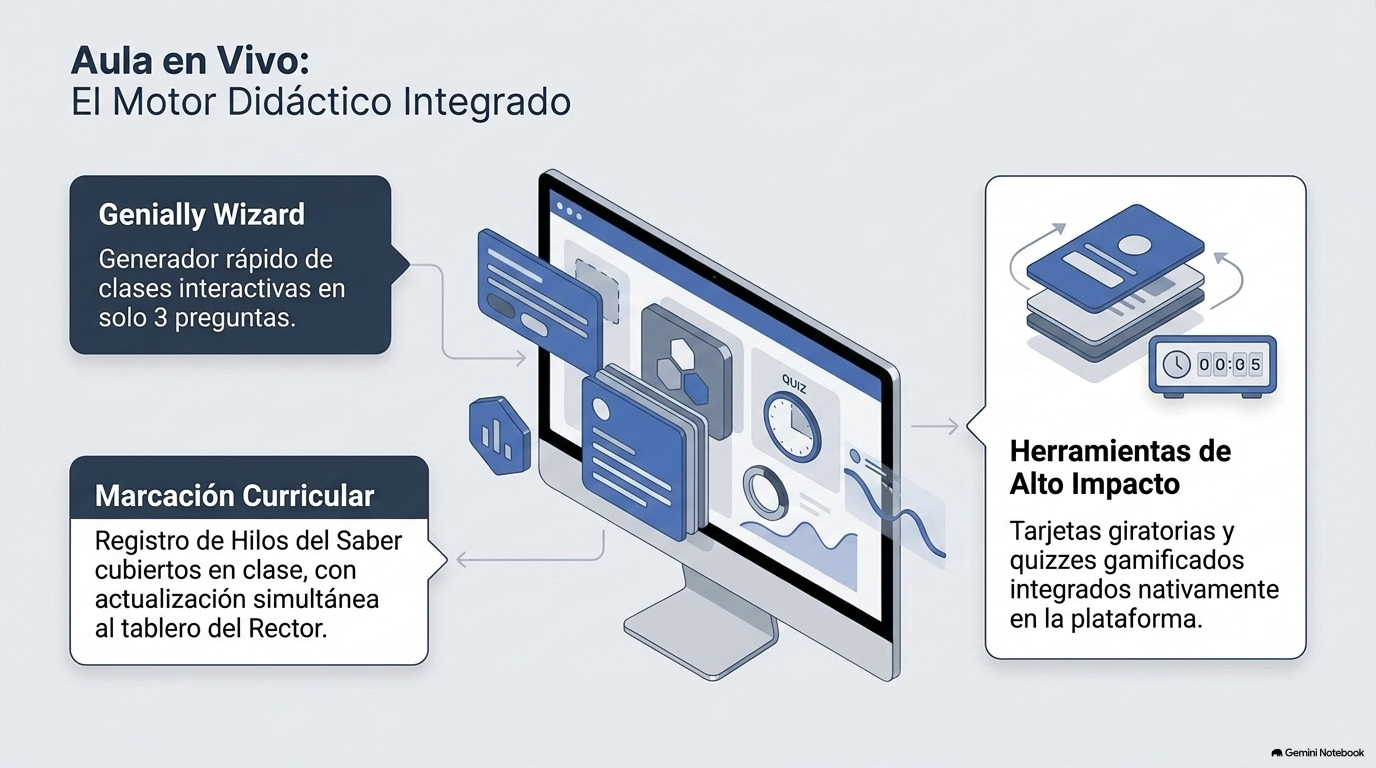 Aula en Vivo:
El Motor Didáctico Integrado
Genially Wizard
Generador rápido de
clases interactivas en
solo 3 preguntas.
Marcación Curricular
Registro de Hilos del Saber
cubiertos en clase, con
actualización simultánea
al tablero del Rector.
QUIZ
00:05
Herramientas de
Alto Impacto
Tarjetas giratorias y
quizzes gamificados
integrados nativamente
en la plataforma.
Gemini Notebook